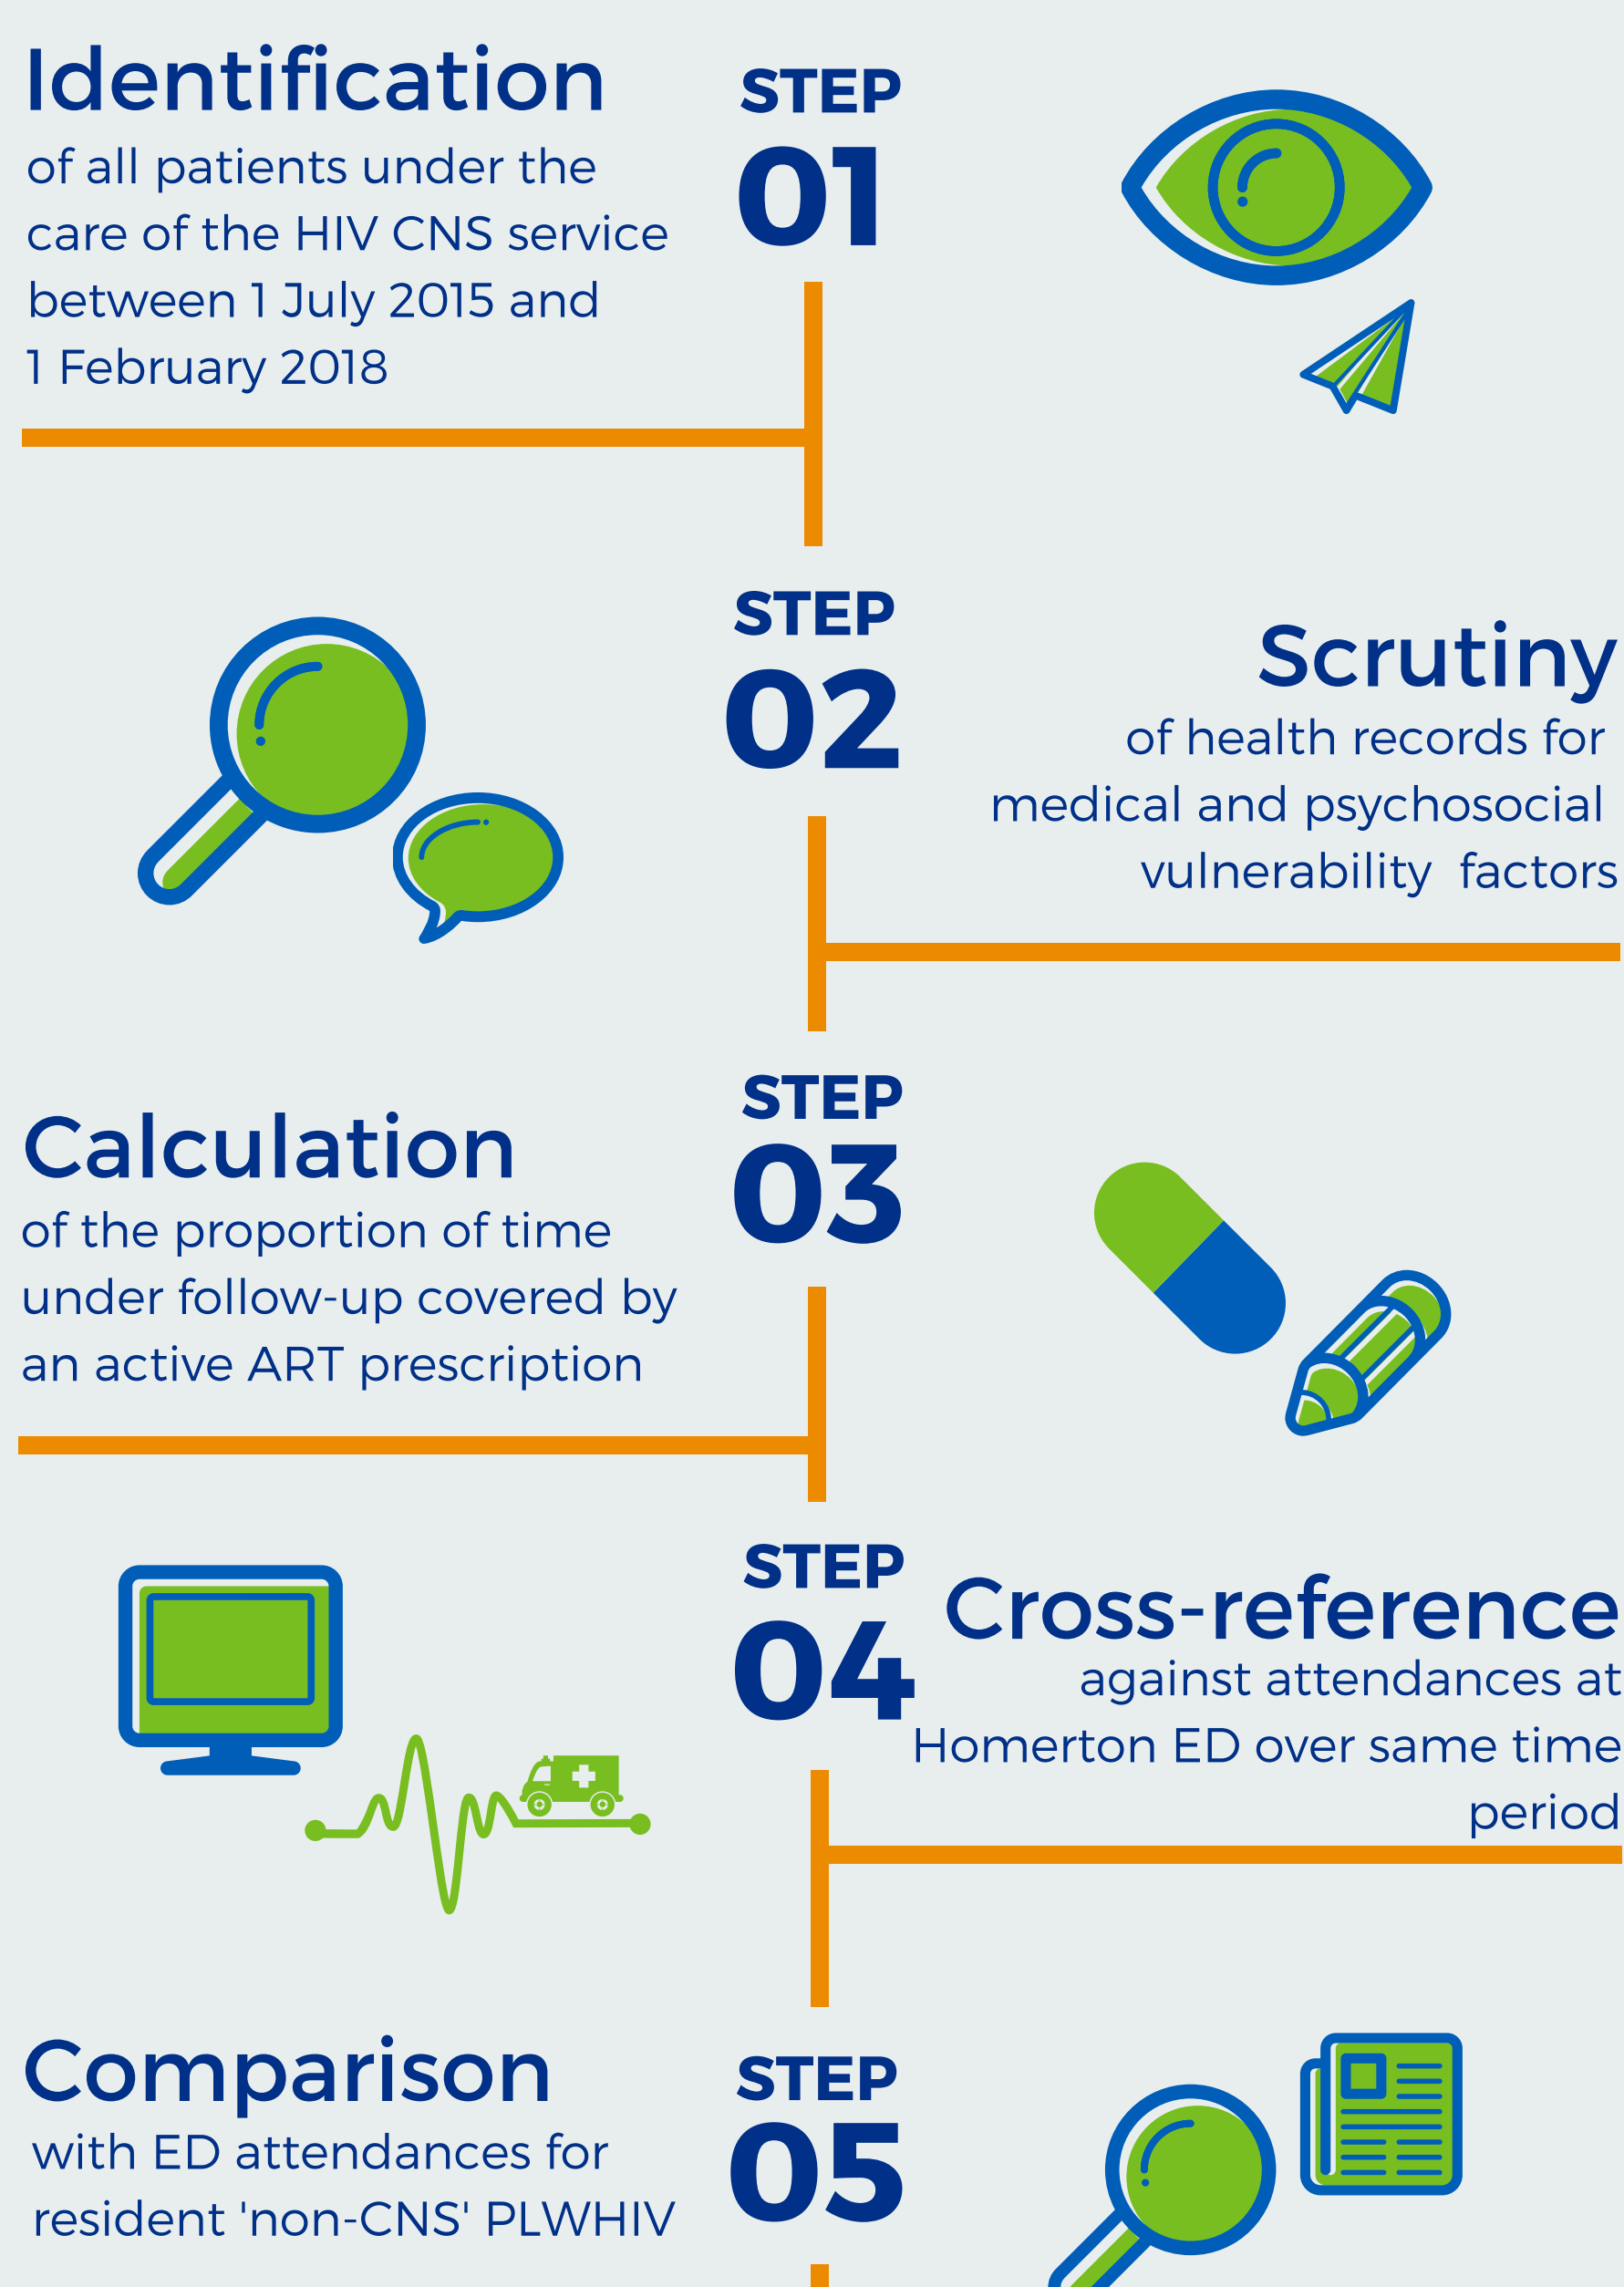 Identification
of all patients under the
care of the HIV CNS service
between 1 July 2015 and
1 February 2018
STEP
01
STEP
02
Scrutiny
of health records for
medical and psychosocial
vulnerability factors
Calculation
of the proportion of time
under follow-up covered by
an active ART prescription
STEP
03
STEP
04
Cross-reference
against attendances at
Homerton ED over same time
period
Comparison
with ED attendances for
resident 'non-CNS' PLWHIV
STEP
05